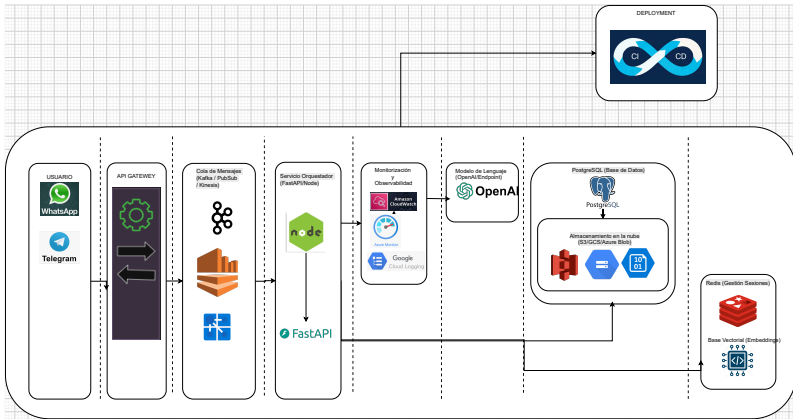 DEPLOYMENT
CI
CD
USUARIO
WhatsApp
Telegram
API GATEWEY
Cola de Mensajes
(Kafka / PubSub
/ Kinesis)
Servicio Orquestador
(FastAPI/Node)
node
FastAPI
Monitorización
y
Observabilidad
Amazon
CloudWatch
Azure Monitor
Google
Cloud Logging
Modelo de Lenguaje
(OpenAI/Endpoint)
OpenAI
PostgreSQL (Base de Datos)
PostgreSQL
Almacenamiento en la nube
(S3/GCS/Azure Blob)
10
01
Redis (Gestión Sesiones)
Base Vectorial (Embeddings)